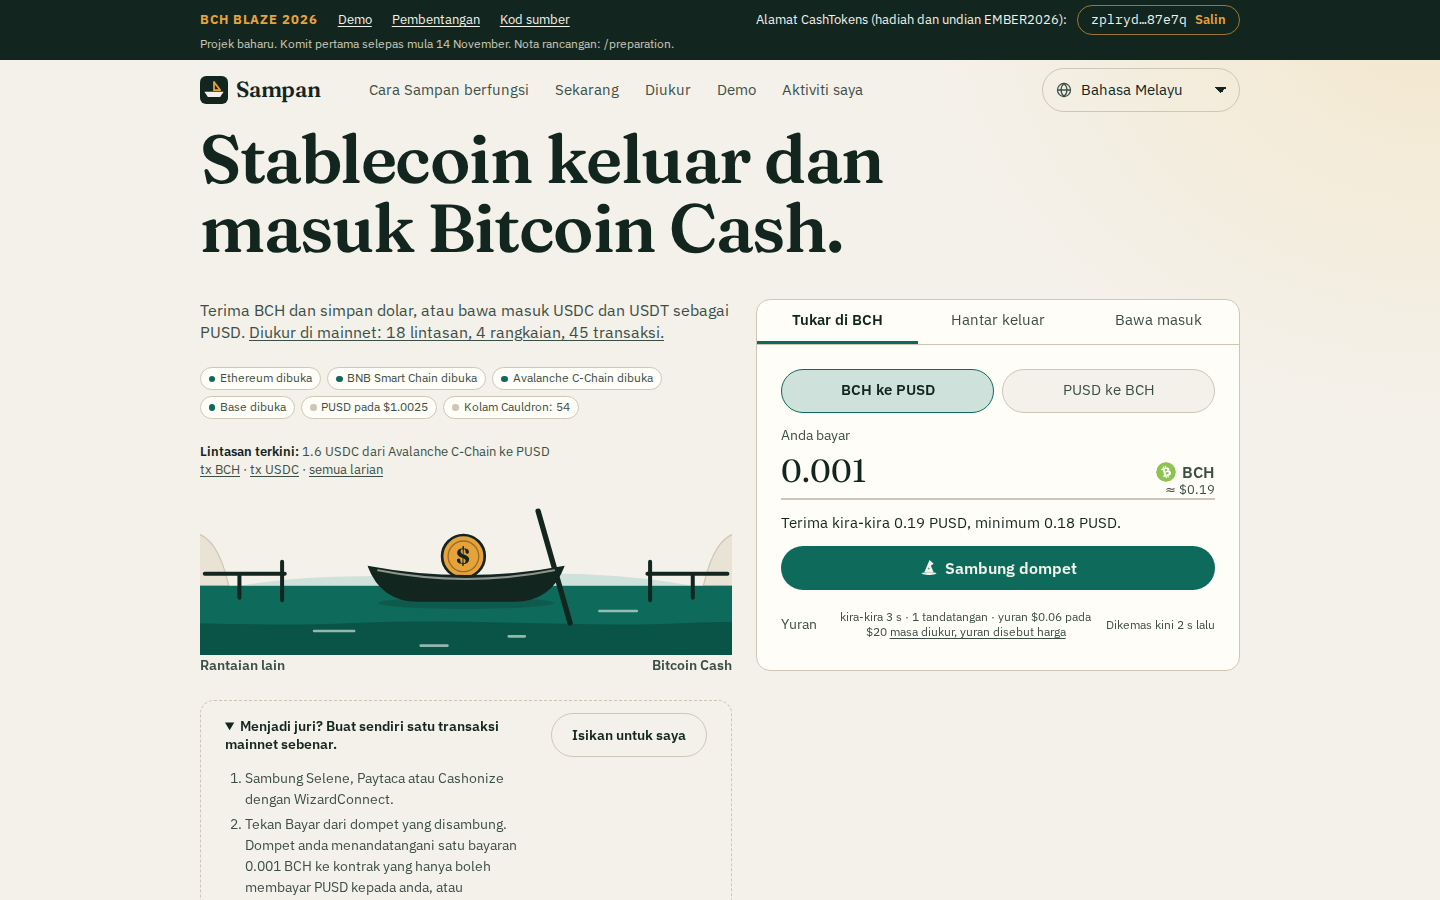 BCH BLAZE 2026 Demo Pembentangan Kod sumber
Alamat CashTokens (hadiah dan undian EMBER2026): zplryd…87e7q Salin
Projek baharu. Komit pertama selepas mula 14 November. Nota rancangan: /preparation.
Sampan Cara Sampan berfungsi Sekarang Diukur Demo Aktiviti saya Bahasa Melayu
Stablecoin keluar dan
masuk Bitcoin Cash.
Terima BCH dan simpan dolar, atau bawa masuk USDC dan USDT sebagai
PUSD. Diukur di mainnet: 18 lintasan, 4 rangkaian, 45 transaksi.
Ethereum dibuka BNB Smart Chain dibuka Avalanche C-Chain dibuka
Base dibuka PUSD pada $1.0025 Kolam Cauldron: 54
Lintasan terkini: 1.6 USDC dari Avalanche C-Chain ke PUSD
tx BCH · tx USDC · semua larian
$
Rantaian lain Bitcoin Cash
Tukar di BCH Hantar keluar Bawa masuk
BCH ke PUSD PUSD ke BCH
Anda bayar
0.001 BCH
≈ $0.19
Terima kira-kira 0.19 PUSD, minimum 0.18 PUSD.
Sambung dompet
Yuran kira-kira 3 s · 1 tandatangan · yuran $0.06 pada
$20 masa diukur, yuran disebut harga Dikemas kini 2 s lalu
Menjadi juri? Buat sendiri satu transaksi
mainnet sebenar.
Isikan untuk saya
1. Sambung Selene, Paytaca atau Cashonize
dengan WizardConnect.
2. Tekan Bayar dari dompet yang disambung.
Dompet anda menandatangani satu bayaran
0.001 BCH ke kontrak yang hanya boleh
membayar PUSD kepada anda, atau